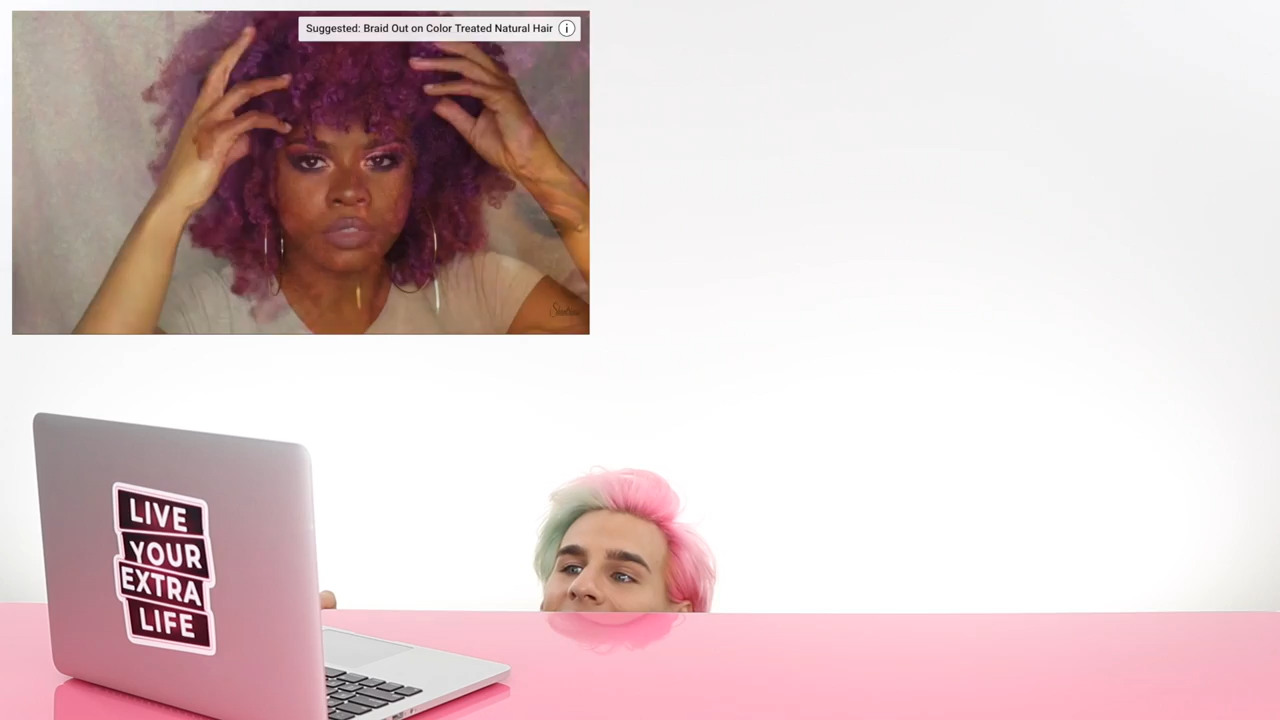 Suggested: Braid Out on Color Treated Natural Hair
LIVE
YOUR
EXTRA
LIFE